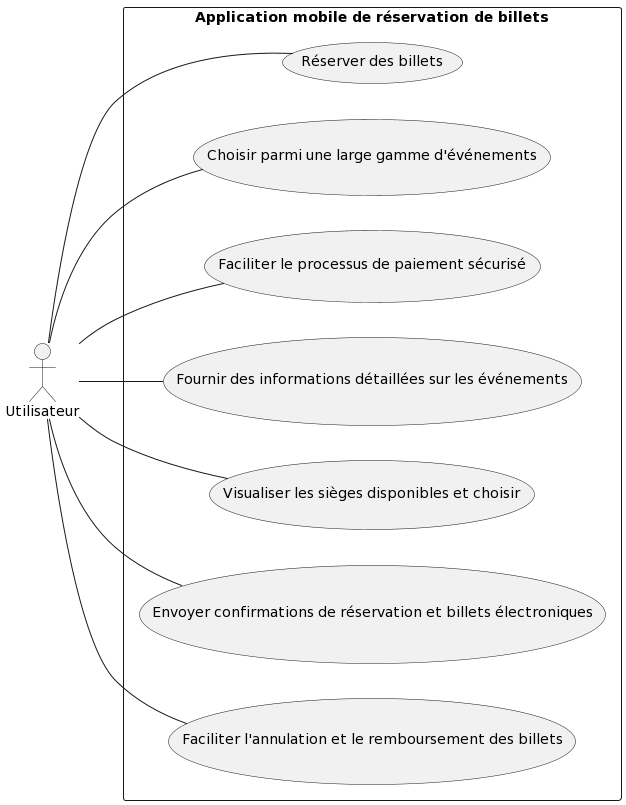 Application mobile de réservation de billets
Réserver des billets
Choisir parmi une large gamme d'événements
Faciliter le processus de paiement sécurisé
Fournir des informations détaillées sur les événements
Utilisateur
Visualiser les sièges disponibles et choisir
Envoyer confirmations de réservation et billets électroniques
Faciliter l'annulation et le remboursement des billets